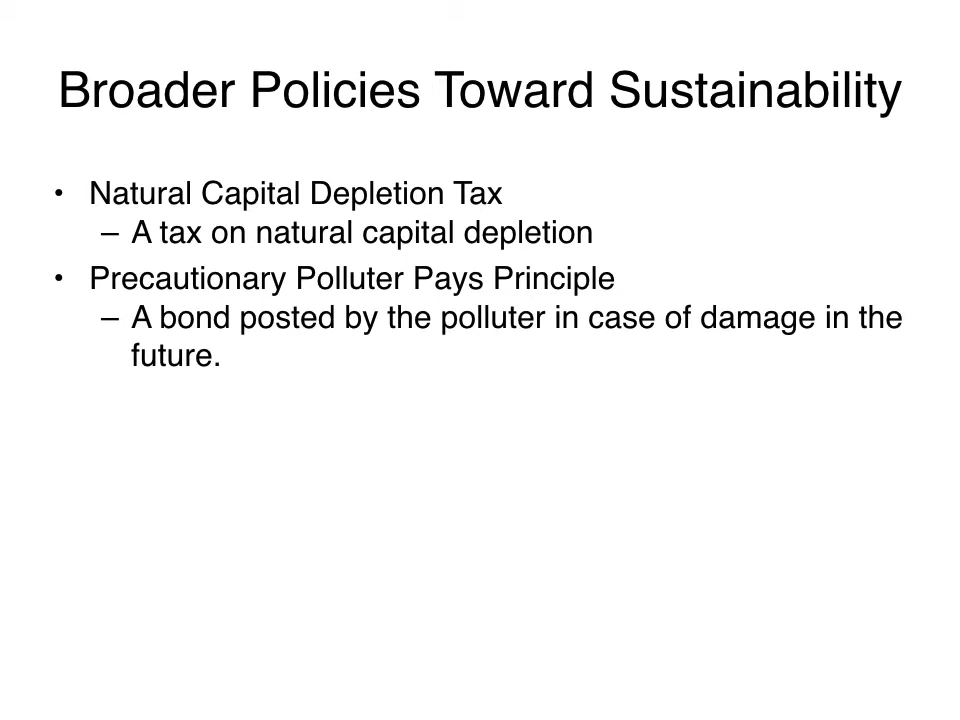 Broader Policies Toward Sustainability
• Natural Capital Depletion Tax
– A tax on natural capital depletion
• Precautionary Polluter Pays Principle
– A bond posted by the polluter in case of damage in the
future.